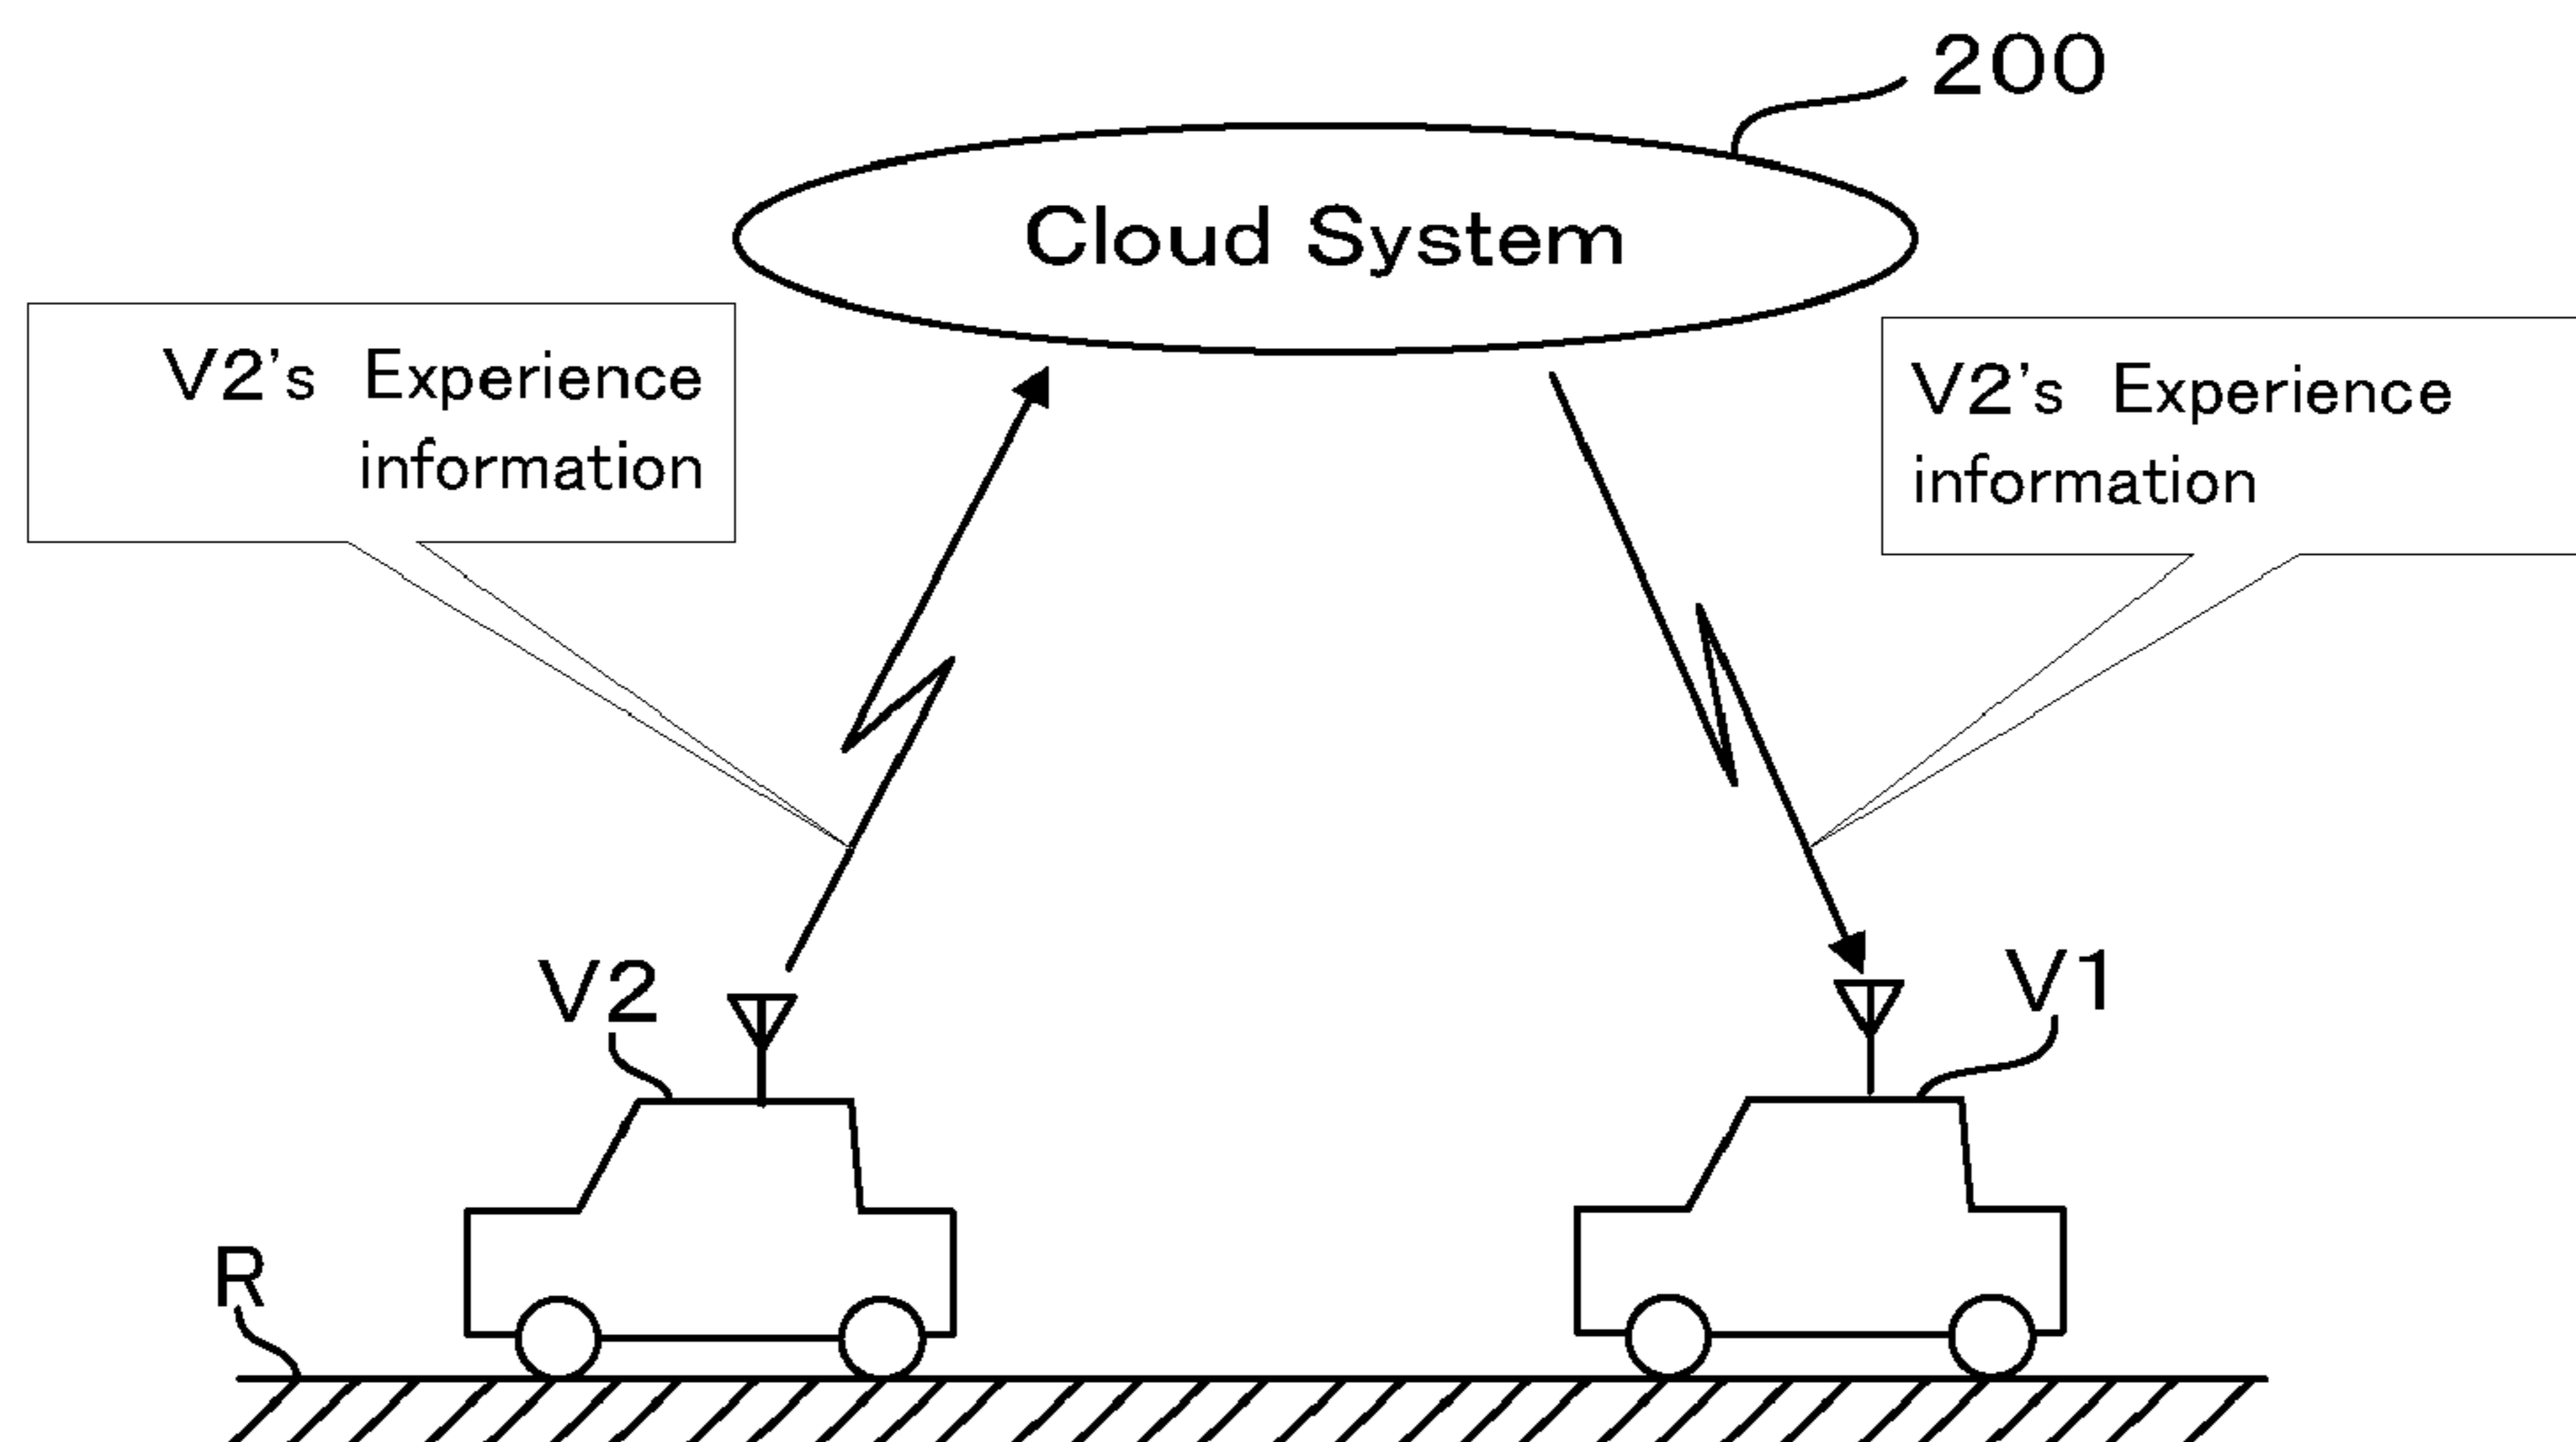 200
Cloud System
V2’s Experience
information
V2’s Experience
information
V2
V1
R